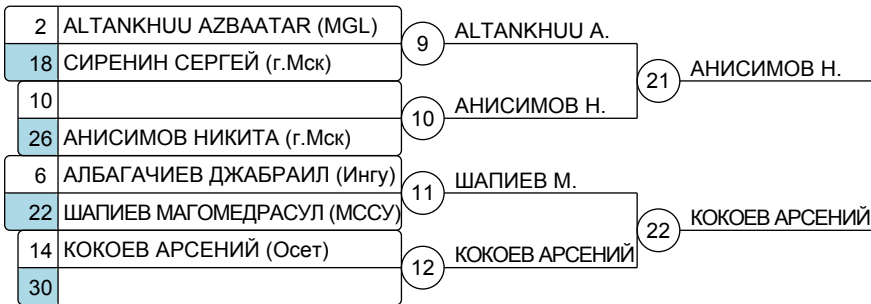 2 ALTANKHUU AZBAATAR (MGL)
9 ALTANKHUU A.
18 СИРЕНИН СЕРГЕЙ (г.Мск)
21 АНИСИМОВ Н.
10
10 АНИСИМОВ Н.
26 АНИСИМОВ НИКИТА (г.Мск)
6 АЛБАГАЧИЕВ ДЖАБРАИЛ (Ингу)
11 ШАПИЕВ М.
22 ШАПИЕВ МАГОМЕДРАСУЛ (МССУ)
22 КОКОЕВ АРСЕНИЙ
14 КОКОЕВ АРСЕНИЙ (Осет)
12 КОКОЕВ АРСЕНИЙ
30